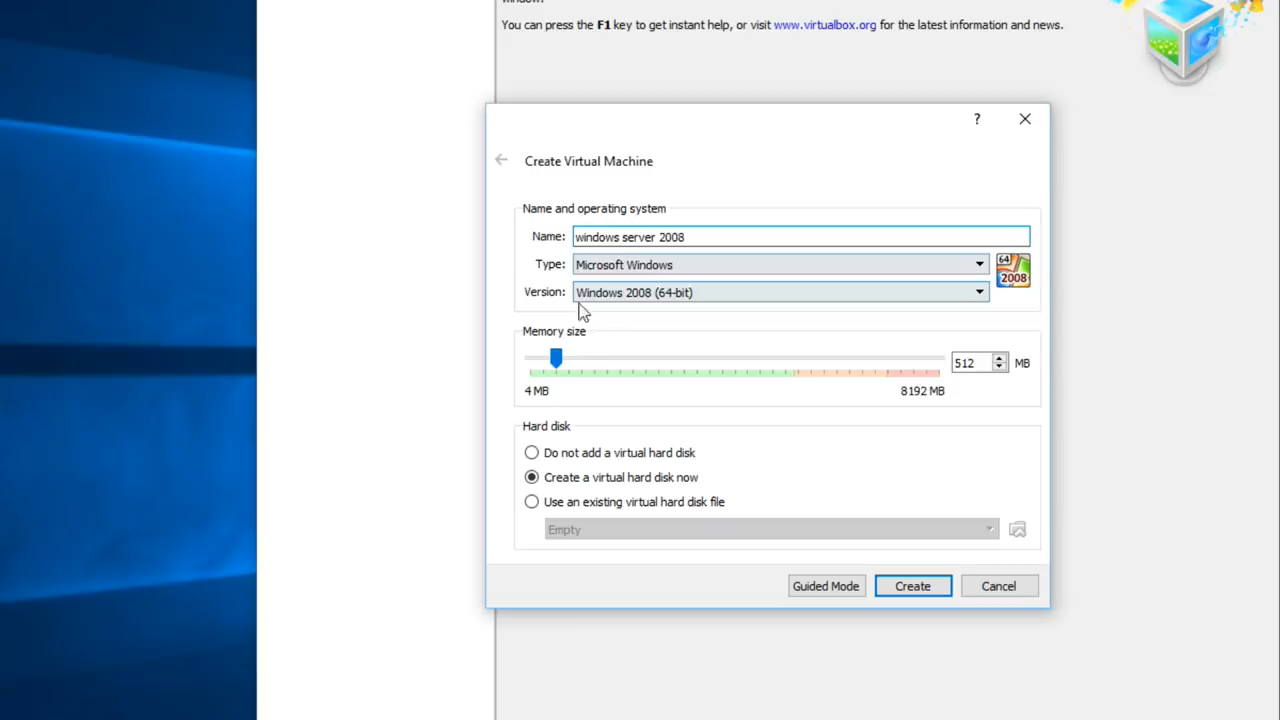 window.
You can press the F1 key to get instant help, or visit www.virtualbox.org for the latest information and news.
?
Create Virtual Machine
Name and operating system
Name: windows server 2008
Type: Microsoft Windows
64
2008
Version: Windows 2008 (64-bit)
Memory size
512 MB
4 MB 8192 MB
Hard disk
Do not add a virtual hard disk
Create a virtual hard disk now
Use an existing virtual hard disk file
Empty
Guided Mode Create Cancel